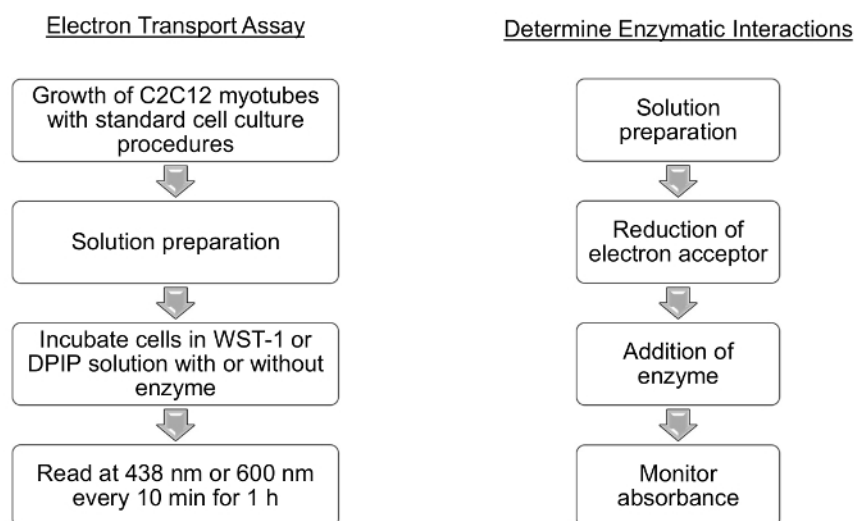 Electron Transport Assay
Growth of C2C12 myotubes
with standard cell culture
procedures
Solution preparation
Incubate cells in WST-1 or
DPIP solution with or without
enzyme
Read at 438 nm or 600 nm
every 10 min for 1 h
Determine Enzymatic Interactions
Solution
preparation
Reduction of
electron acceptor
Addition of
enzyme
Monitor
absorbance